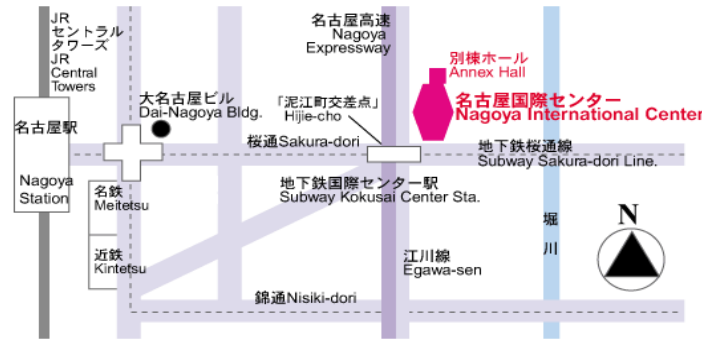 JR
セントラル
タワーズ
JR
Central
Towers
名古屋高速
Nagoya
Expressway
別棟ホール
Annex Hall
大名古屋ビル
Dai-Nagoya Bldg.
「泥江町交差点」
Hijie-cho
名古屋国際センター
Nagoya International Center
名古屋駅
Nagoya
Station
桜通Sakura-dori
地下鉄桜通線
Subway Sakura-dori Line.
名鉄
Meitetsu
地下鉄国際センター駅
Subway Kokusai Center Sta.
堀
川
N
近鉄
Kintetsu
江川線
Egawa-sen
錦通Nisiki-dori